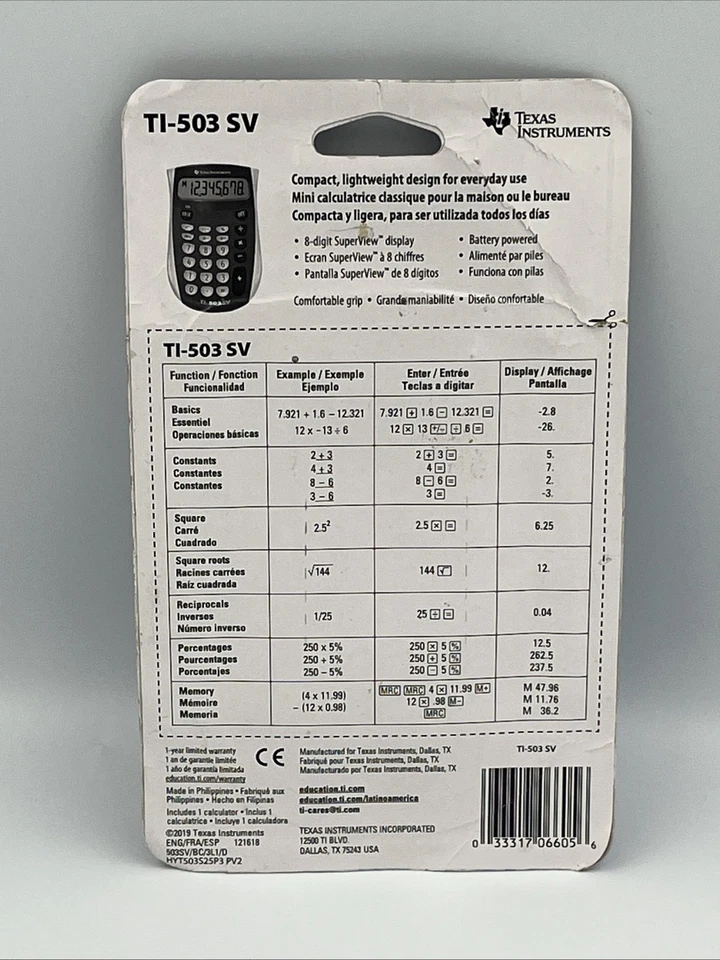 TI-503 SV
TEXAS
INSTRUMENTS
Compact, lightweight design for everyday use
Mini calculatrice classique pour la maison ou le bureau
Compacta y ligera, para ser utilizada todos los días
• 8-digit SuperView™ display
• Ecran SuperView™ à 8 chiffres
• Pantalla SuperView™ de 8 dígitos
• Battery powered
• Alimenté par piles
• Funciona con pilas
Comfortable grip • Grande maniabilité • Diseño confortable
M 12,345,678.
TI-503 SV
TI-503 SV
Function / Fonction
Funcionalidad
Example / Exemple
Ejemplo
Enter / Entrée
Teclas a digitar
Display / Affichage
Pantalla
Basics
Essentiel
Operaciones básicas
7.921 + 1.6 – 12.321
12 x –13 ÷ 6
7.921 + 1.6 – 12.321 =
12 × 13 +/– ÷ 6 =
-2.8
-26.
Constants
Constantes
Constantes
2 + 3
4 + 3
8 – 6
3 – 6
2 + 3 =
4 =
8 – 6 =
3 =
5.
7.
2.
-3.
Square
Carré
Cuadrado
2.5²
2.5 × =
6.25
Square roots
Racines carrées
Raíz cuadrada
√144
144 √
12.
Reciprocals
Inverses
Número inverso
1/25
25 ÷ =
0.04
Percentages
Pourcentages
Porcentajes
250 x 5%
250 + 5%
250 – 5%
250 × 5 %
250 + 5 %
250 – 5 %
12.5
262.5
237.5
Memory
Mémoire
Memoria
(4 x 11.99)
– (12 x 0.98)
MRC MRC 4 × 11.99 M+
12 × .98 M–
MRC
M 47.96
M 11.76
M 36.2
1-year limited warranty
1 an de garantie limitée
1 año de garantía limitada
education.ti.com/warranty
CE
Made in Philippines • Fabriqué aux
Philippines • Hecho en Filipinas
Includes 1 calculator • Inclus 1
calculatrice • Incluye 1 calculadora
©2019 Texas Instruments
ENG/FRA/ESP 121618
503SV/BC/3L1/D
HYT503S25P3 PV2
Manufactured for Texas Instruments, Dallas, TX
Fabriqué pour Texas Instruments, Dallas, TX
Manufacturado por Texas Instruments, Dallas, TX
education.ti.com
education.ti.com/latinoamerica
ti-cares@ti.com
TEXAS INSTRUMENTS INCORPORATED
12500 TI BLVD.
DALLAS, TX 75243 USA
TI-503 SV
0 33317 06605 6